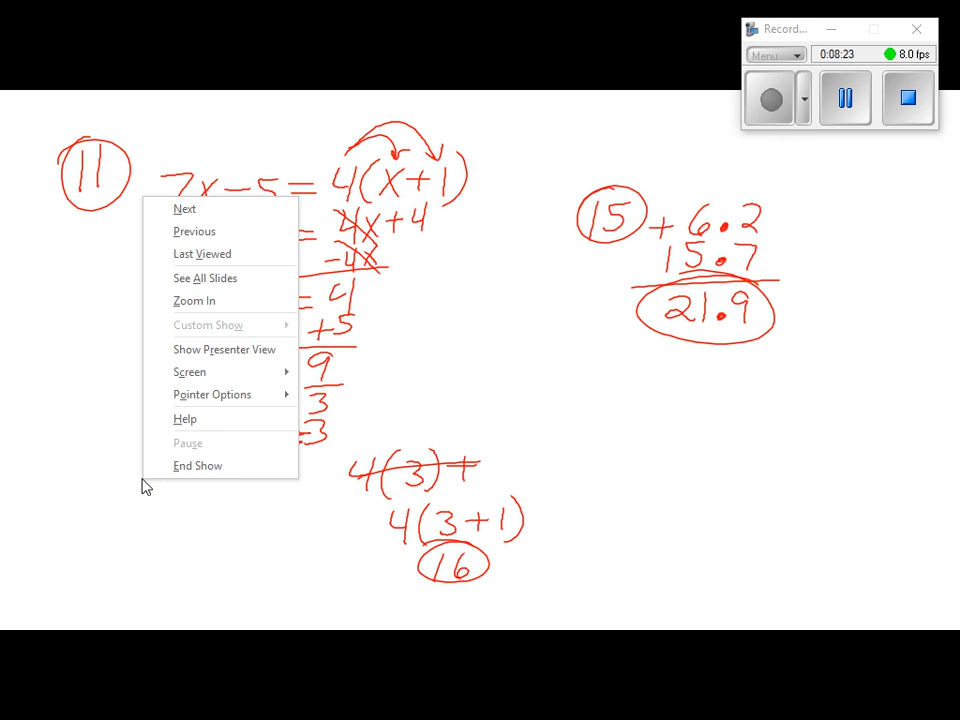 Record...
Menu
0:08:23
8.0 fps
11
7x - 5 = 4(x+1)
= 4x + 4
- 4x
= 4
+5
9
3
=3
4(3) +
4(3+1)
16
15
+ 6.2
15.7
21.9
Next
Previous
Last Viewed
See All Slides
Zoom In
Custom Show
Show Presenter View
Screen
Pointer Options
Help
Pause
End Show